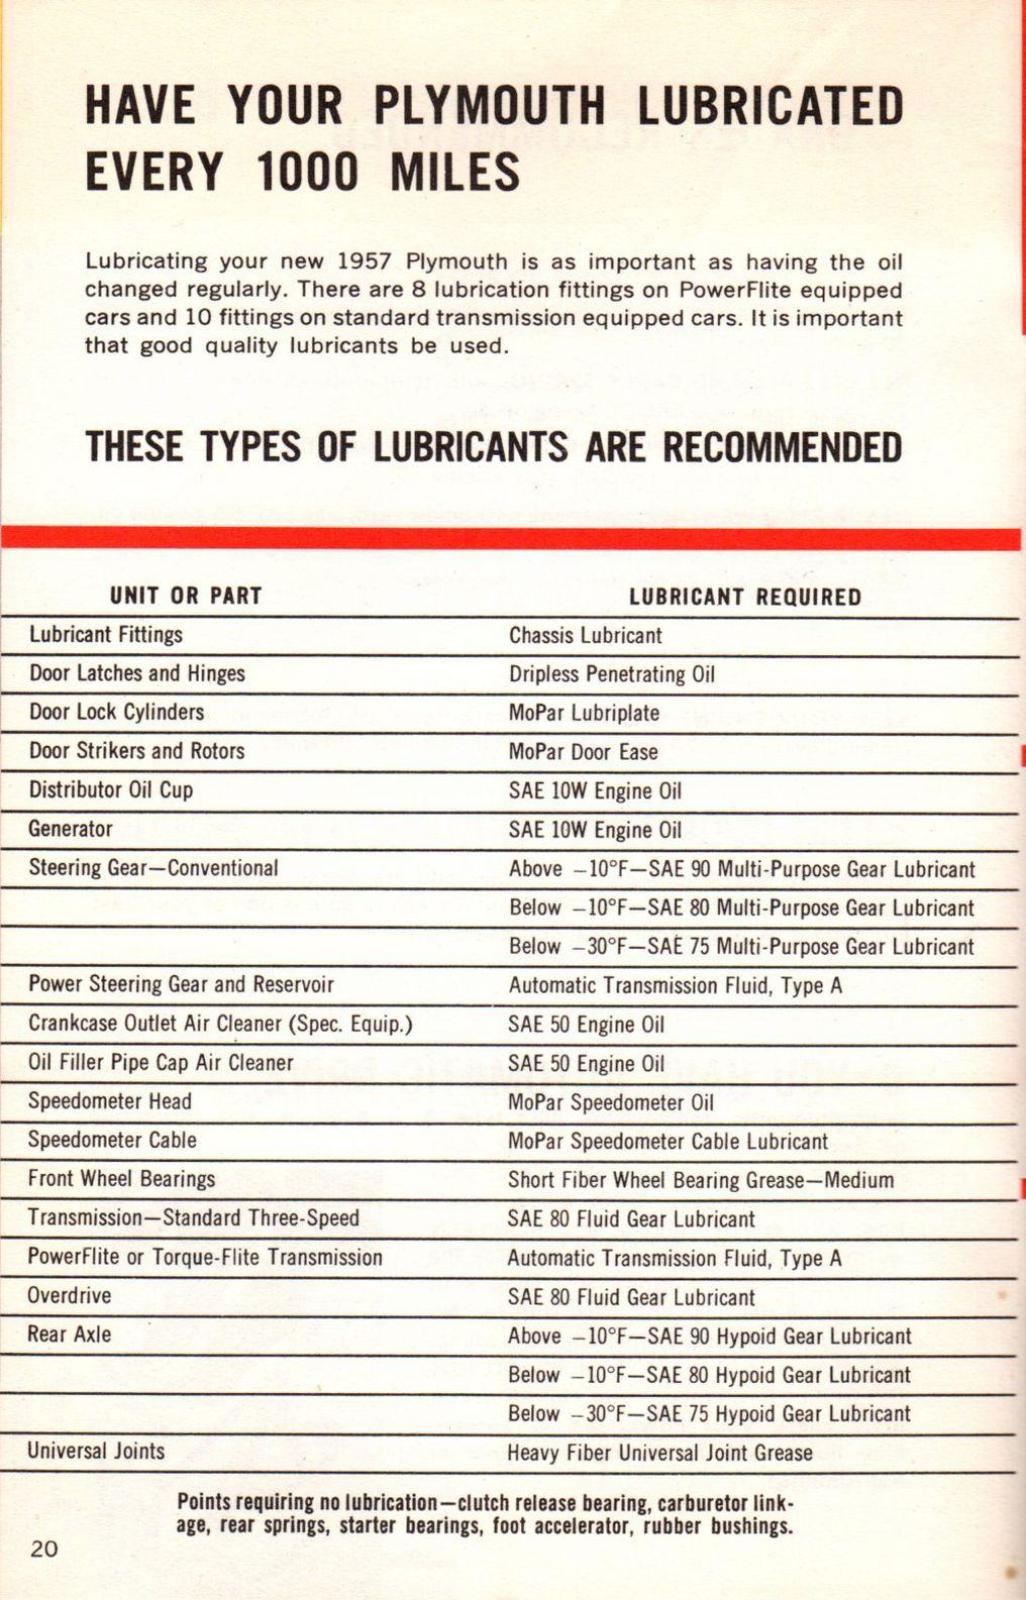 HAVE YOUR PLYMOUTH LUBRICATED
EVERY 1000 MILES
Lubricating your new 1957 Plymouth is as important as having the oil
changed regularly. There are 8 lubrication fittings on PowerFlite equipped
cars and 10 fittings on standard transmission equipped cars. It is important
that good quality lubricants be used.
THESE TYPES OF LUBRICANTS ARE RECOMMENDED
UNIT OR PART LUBRICANT REQUIRED
Lubricant Fittings Chassis Lubricant
Door Latches and Hinges Dripless Penetrating Oil
Door Lock Cylinders MoPar Lubriplate
Door Strikers and Rotors MoPar Door Ease
Distributor Oil Cup SAE 10W Engine Oil
Generator SAE 10W Engine Oil
Steering Gear—Conventional Above −10°F—SAE 90 Multi-Purpose Gear Lubricant
Below −10°F—SAE 80 Multi-Purpose Gear Lubricant
Below −30°F—SAE 75 Multi-Purpose Gear Lubricant
Power Steering Gear and Reservoir Automatic Transmission Fluid, Type A
Crankcase Outlet Air Cleaner (Spec. Equip.) SAE 50 Engine Oil
Oil Filler Pipe Cap Air Cleaner SAE 50 Engine Oil
Speedometer Head MoPar Speedometer Oil
Speedometer Cable MoPar Speedometer Cable Lubricant
Front Wheel Bearings Short Fiber Wheel Bearing Grease—Medium
Transmission—Standard Three-Speed SAE 80 Fluid Gear Lubricant
PowerFlite or Torque-Flite Transmission Automatic Transmission Fluid, Type A
Overdrive SAE 80 Fluid Gear Lubricant
Rear Axle Above −10°F—SAE 90 Hypoid Gear Lubricant
Below −10°F—SAE 80 Hypoid Gear Lubricant
Below −30°F—SAE 75 Hypoid Gear Lubricant
Universal Joints Heavy Fiber Universal Joint Grease
Points requiring no lubrication—clutch release bearing, carburetor link-
age, rear springs, starter bearings, foot accelerator, rubber bushings.
20